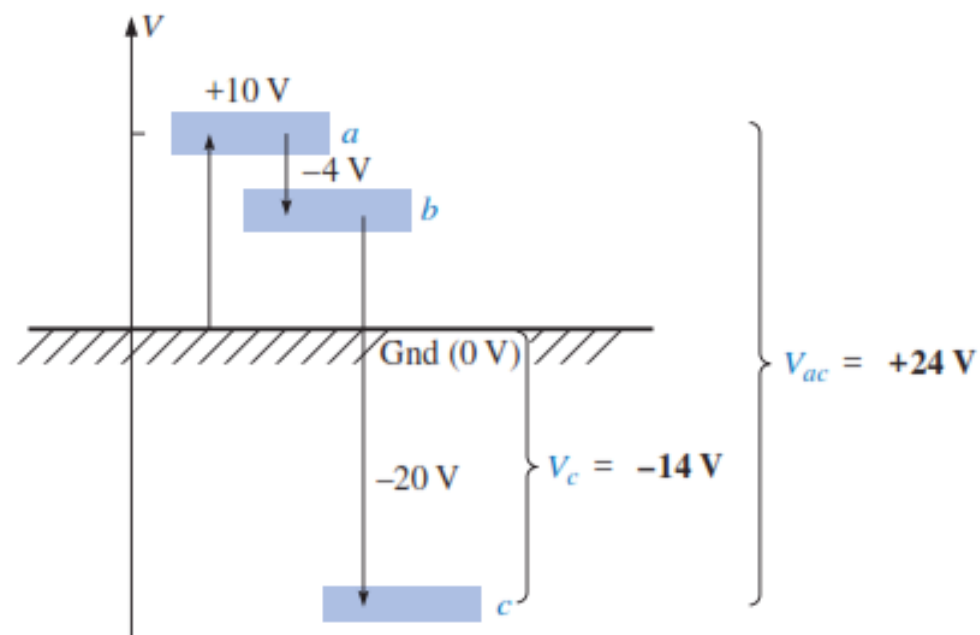 V
+10 V
a
–4 V
b
Gnd (0 V)
V_ac = +24 V
V_c = –14 V
–20 V
c